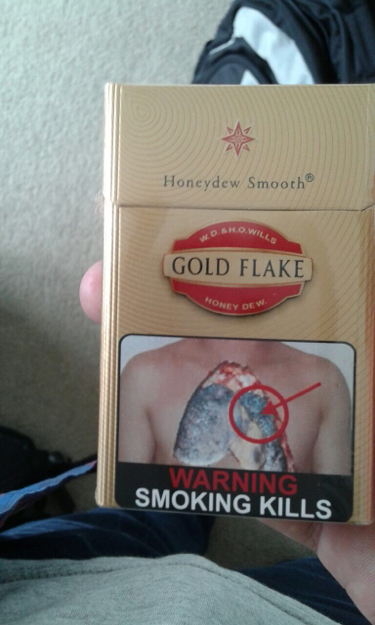 Honeydew Smooth®
W.D.&H.O.WILLS
GOLD FLAKE
HONEY DEW.
WARNING
SMOKING KILLS